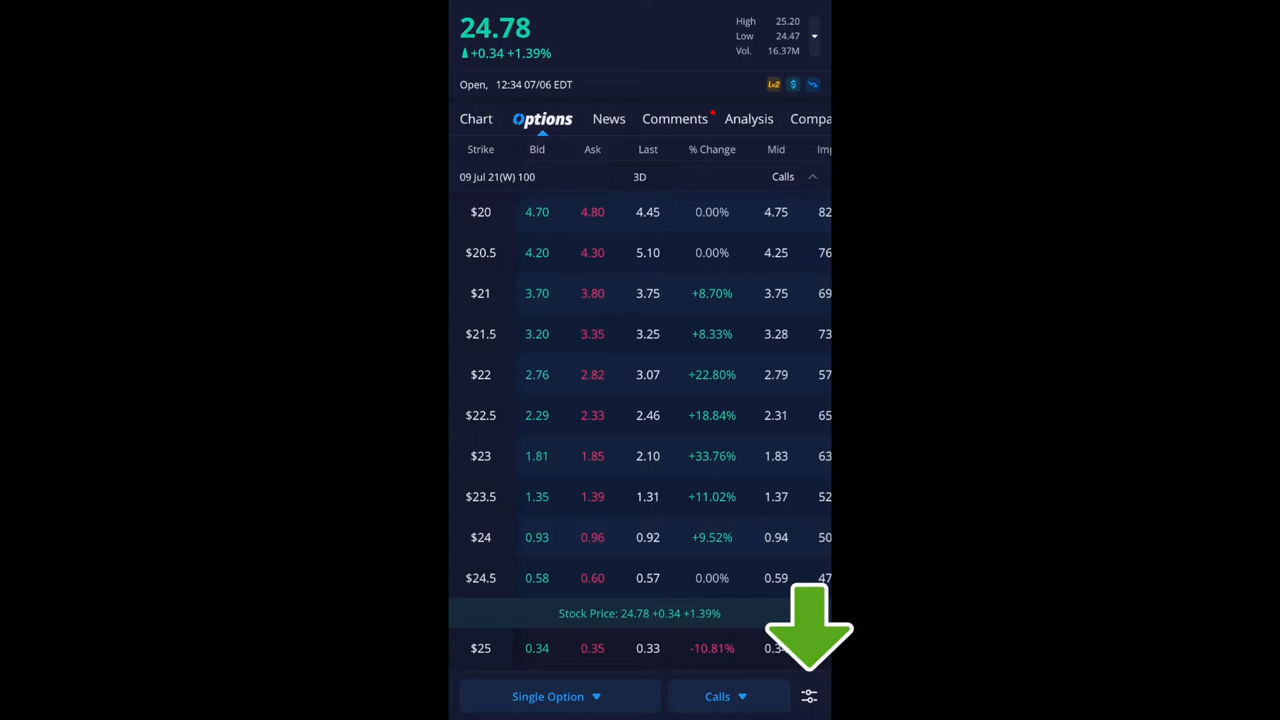 24.78
+0.34 +1.39%
High 25.20
Low 24.47
Vol. 16.37M
Open, 12:34 07/06 EDT
Lv2 $
Chart Options News Comments Analysis Compa
Strike Bid Ask Last % Change Mid Imp
09 Jul 21(W) 100 3D Calls
$20 4.70 4.80 4.45 0.00% 4.75 82
$20.5 4.20 4.30 5.10 0.00% 4.25 76
$21 3.70 3.80 3.75 +8.70% 3.75 69
$21.5 3.20 3.35 3.25 +8.33% 3.28 73
$22 2.76 2.82 3.07 +22.80% 2.79 57
$22.5 2.29 2.33 2.46 +18.84% 2.31 65
$23 1.81 1.85 2.10 +33.76% 1.83 63
$23.5 1.35 1.39 1.31 +11.02% 1.37 52
$24 0.93 0.96 0.92 +9.52% 0.94 50
$24.5 0.58 0.60 0.57 0.00% 0.59 47
Stock Price: 24.78 +0.34 +1.39%
$25 0.34 0.35 0.33 -10.81%
Single Option Calls